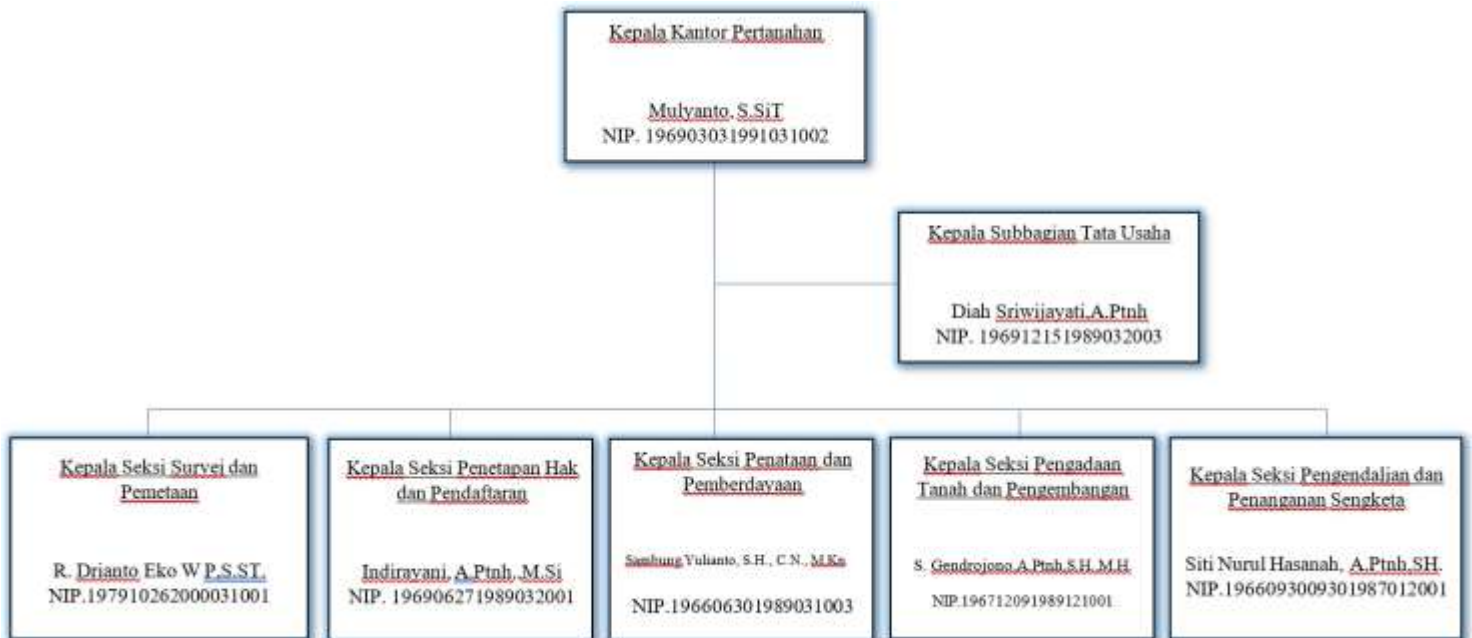 Kepala Kantor Pertanahan
Mulyanto, S.SiT
NIP. 196903031991031002
Kepala Subbagian Tata Usaha
Diah Sriwijayati,A.Ptnh
NIP. 196912151989032003
Kepala Seksi Survei dan
Pemetaan
R. Drianto Eko W P,S.ST.
NIP.197910262000031001
Kepala Seksi Penetapan Hak
dan Pendaftaran
Indirayani, A.Ptnh,.M.Si
NIP. 196906271989032001
Kepala Seksi Penataan dan
Pemberdayaan
Sambung Yulianto, S.H., C.N., M.Kn
NIP.196606301989031003
Kepala Seksi Pengadaan
Tanah dan Pengembangan
S. Gendrojono,A.Ptnh,S.H.,M.H.
NIP.196712091989121001
Kepala Seksi Pengendalian dan
Penanganan Sengketa
Siti Nurul Hasanah, A.Ptnh,SH.
NIP.1966093009301987012001